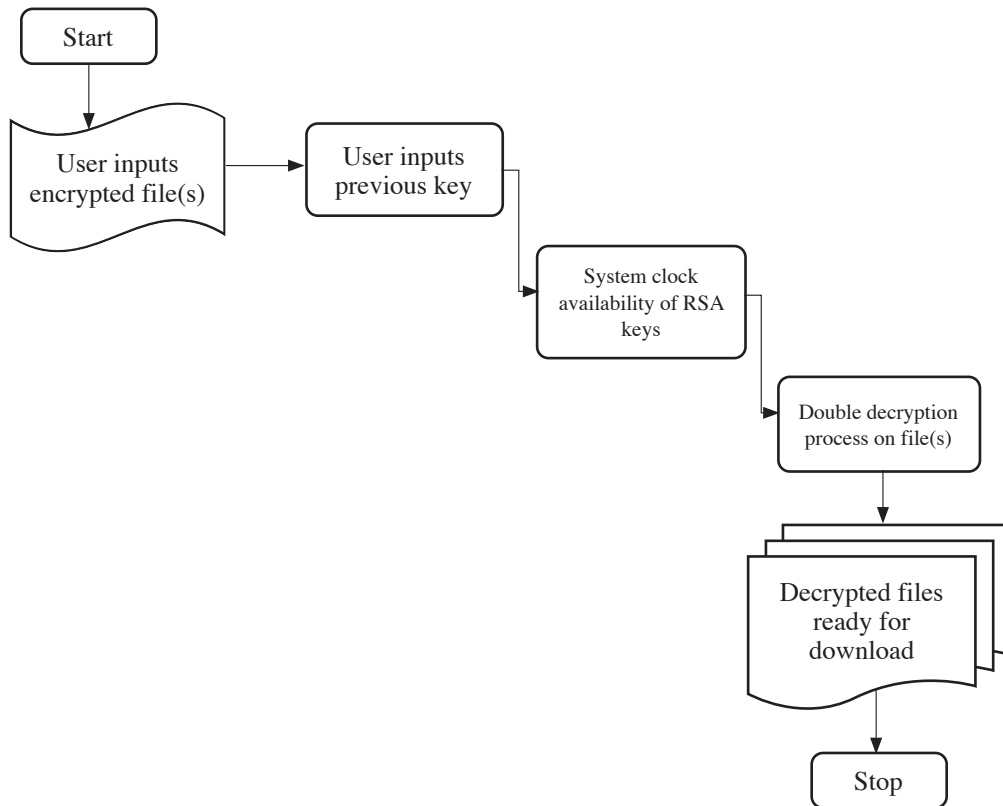 Start
User inputs
encrypted file(s)
User inputs
previous key
System clock
availability of RSA
keys
Double decryption
process on file(s)
Decrypted files
ready for
download
Stop